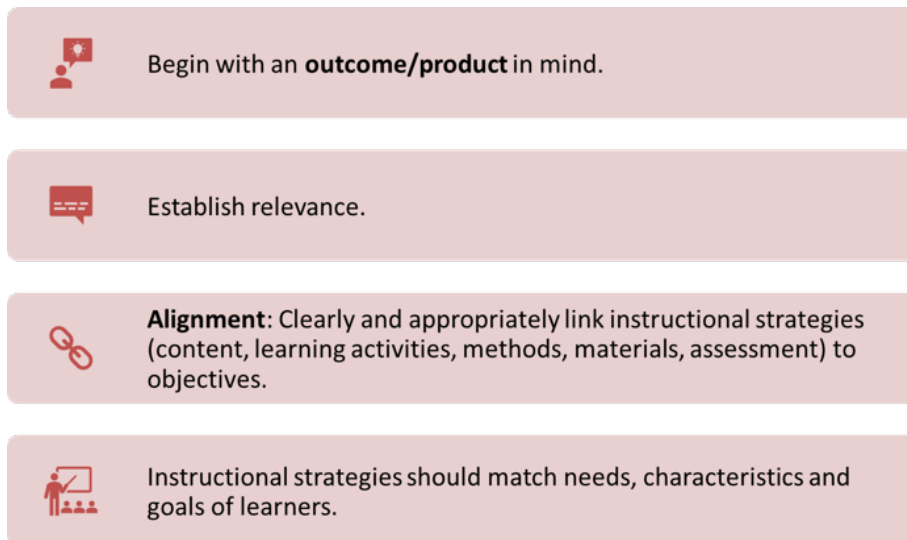 Begin with an outcome/product in mind.
Establish relevance.
Alignment: Clearly and appropriately link instructional strategies
(content, learning activities, methods, materials, assessment) to
objectives.
Instructional strategies should match needs, characteristics and
goals of learners.